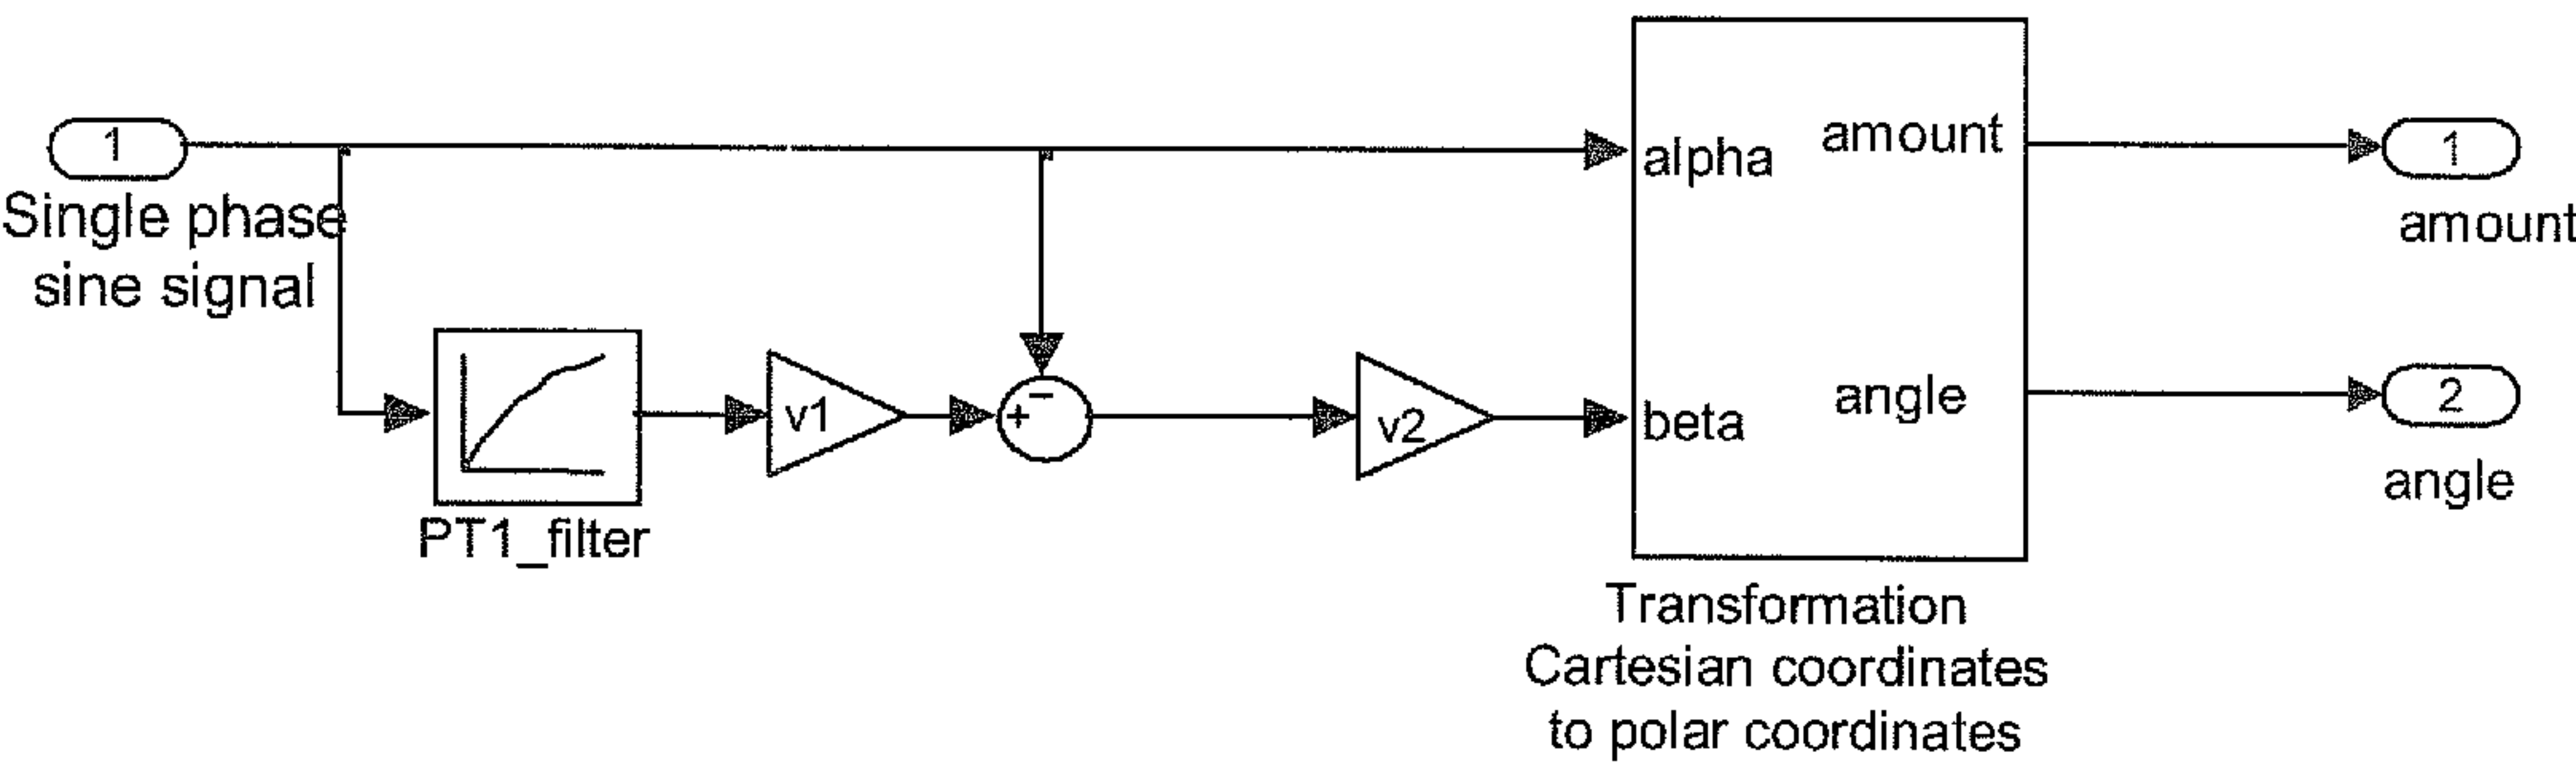 1
Single phase
sine signal
PT1_filter
v1
+
−
v2
alpha
beta
amount
angle
Transformation
Cartesian coordinates
to polar coordinates
1
amount
2
angle